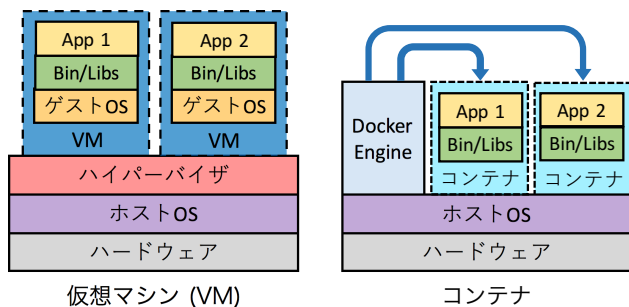 App 1
Bin/Libs
ゲストOS
VM
App 2
Bin/Libs
ゲストOS
VM
ハイパーバイザ
ホストOS
ハードウェア
仮想マシン (VM)
Docker
Engine
App 1
Bin/Libs
コンテナ
App 2
Bin/Libs
コンテナ
ホストOS
ハードウェア
コンテナ